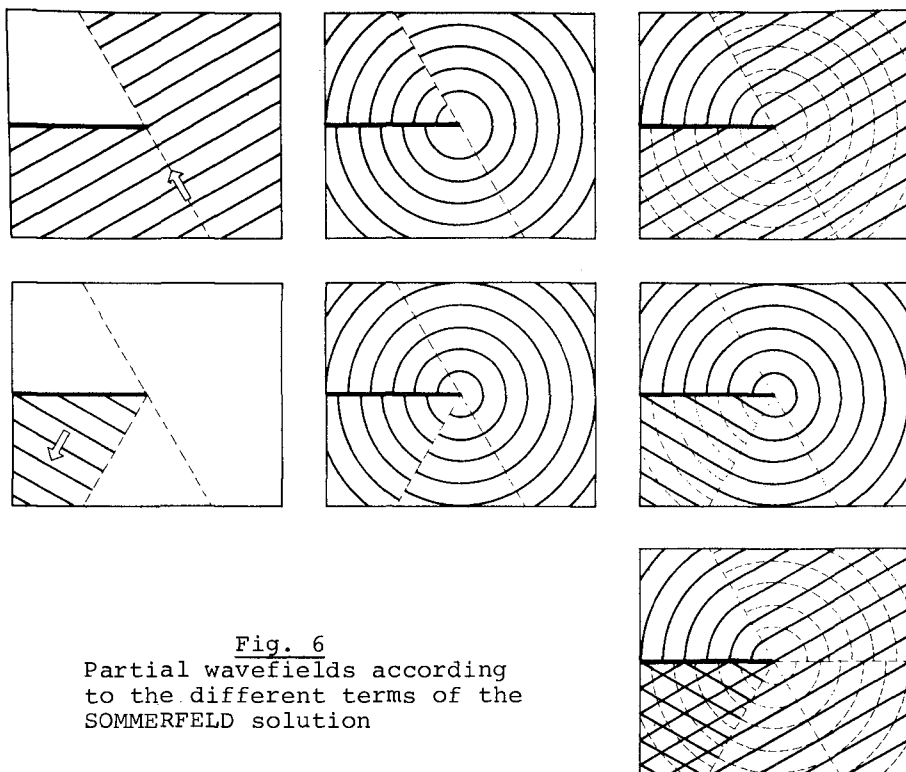 Fig. 6
Partial wavefields according
to the different terms of the
SOMMERFELD solution